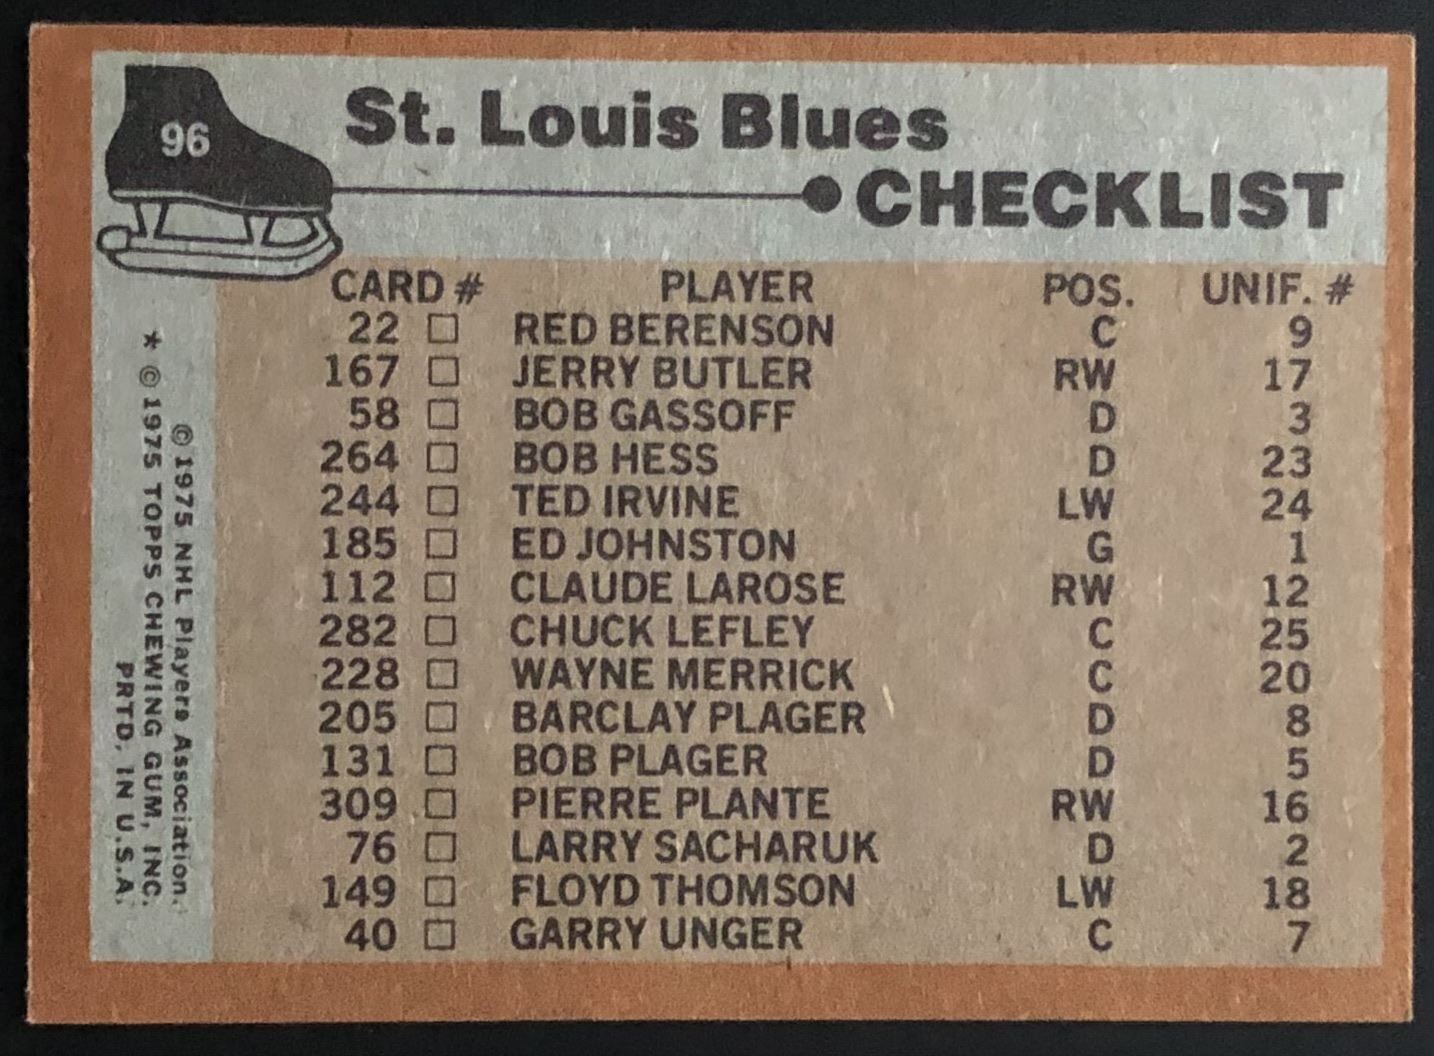 96
St. Louis Blues
CHECKLIST
CARD # PLAYER POS. UNIF. #
22 □ RED BERENSON C 9
167 □ JERRY BUTLER RW 17
58 □ BOB GASSOFF D 3
264 □ BOB HESS D 23
244 □ TED IRVINE LW 24
185 □ ED JOHNSTON G 1
112 □ CLAUDE LAROSE RW 12
282 □ CHUCK LEFLEY C 25
228 □ WAYNE MERRICK C 20
205 □ BARCLAY PLAGER D 8
131 □ BOB PLAGER D 5
309 □ PIERRE PLANTE RW 16
76 □ LARRY SACHARUK D 2
149 □ FLOYD THOMSON LW 18
40 □ GARRY UNGER C 7
© 1975 NHL Players Association.
* © 1975 TOPPS CHEWING GUM, INC.
PRTD. IN U.S.A.